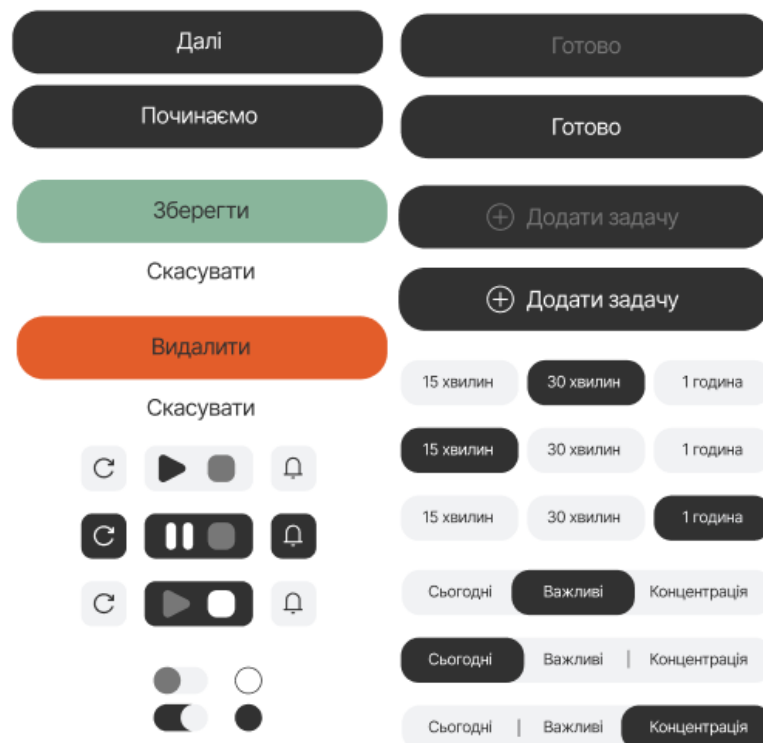 Далі
Починаємо
Зберегти
Скасувати
Видалити
Скасувати
Готово
Готово
Додати задачу
Додати задачу
15 хвилин 30 хвилин 1 година
15 хвилин 30 хвилин 1 година
15 хвилин 30 хвилин 1 година
Сьогодні Важливі Концентрація
Сьогодні Важливі | Концентрація
Сьогодні | Важливі Концентрація